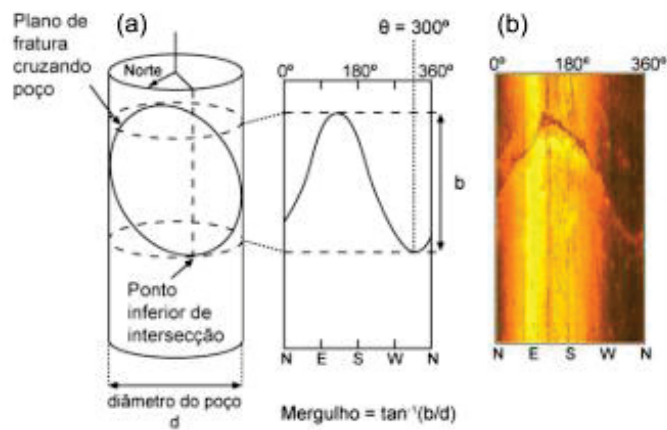 Plano de
fratura
cruzando
poço
(a)
Norte
θ = 300º
0º 180º 360º
b
Ponto
inferior de
intersecção
N E S W N
diâmetro do poço
d
Mergulho = tan⁻¹(b/d)
(b)
0º 180º 360º
N E S W N